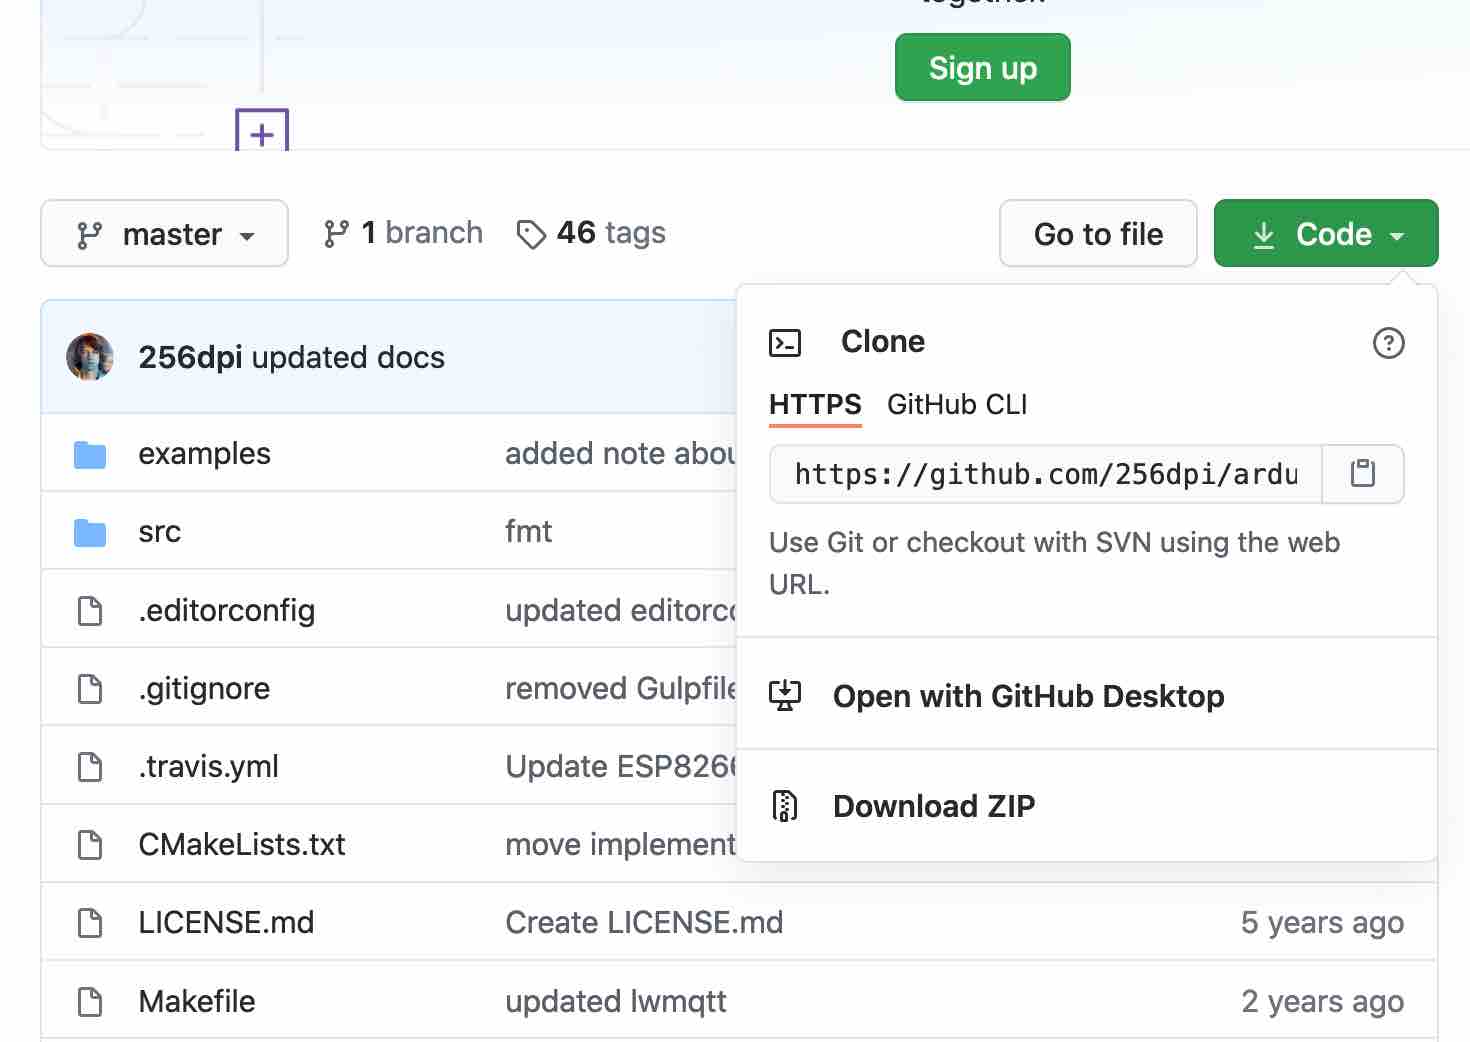 together.
Sign up
master
1 branch
46 tags
Go to file
Code
256dpi updated docs
Clone
HTTPS GitHub CLI
https://github.com/256dpi/ardu
Use Git or checkout with SVN using the web
URL.
Open with GitHub Desktop
Download ZIP
examples added note abou
src fmt
.editorconfig updated editorc
.gitignore removed Gulpfile
.travis.yml Update ESP8266
CMakeLists.txt move implement
LICENSE.md Create LICENSE.md 5 years ago
Makefile updated lwmqtt 2 years ago